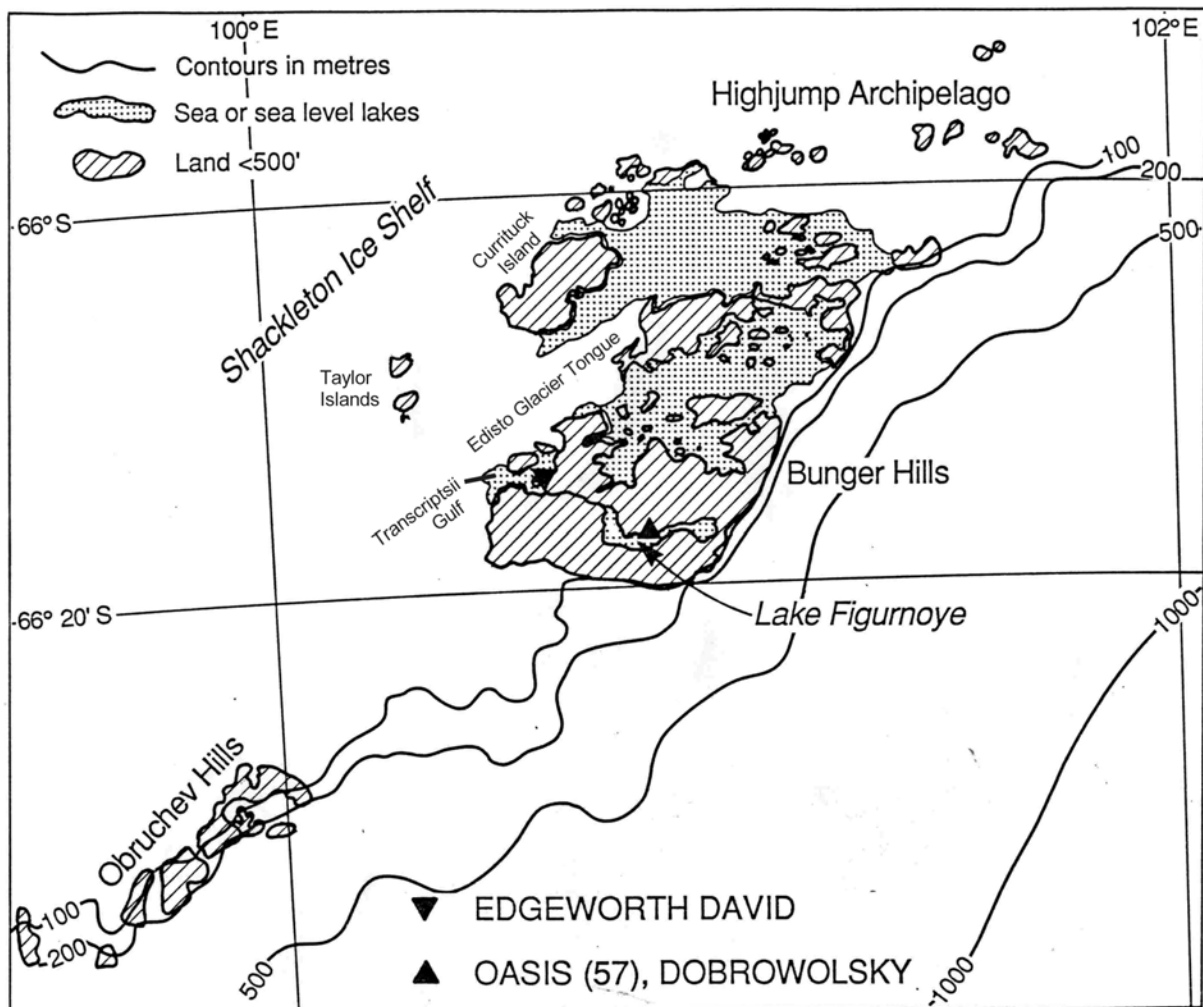 100° E
102° E
Contours in metres
Sea or sea level lakes
Land <500'
Highjump Archipelago
100
200
500
66° S
Shackleton Ice Shelf
Currituck
Island
Taylor
Islands
Edisto Glacier Tongue
Transcriptsii
Gulf
Bunger Hills
Lake Figurnoye
66° 20' S
1000
Obruchev Hills
100
200
500
EDGEWORTH DAVID
OASIS (57), DOBROWOLSKY
1000